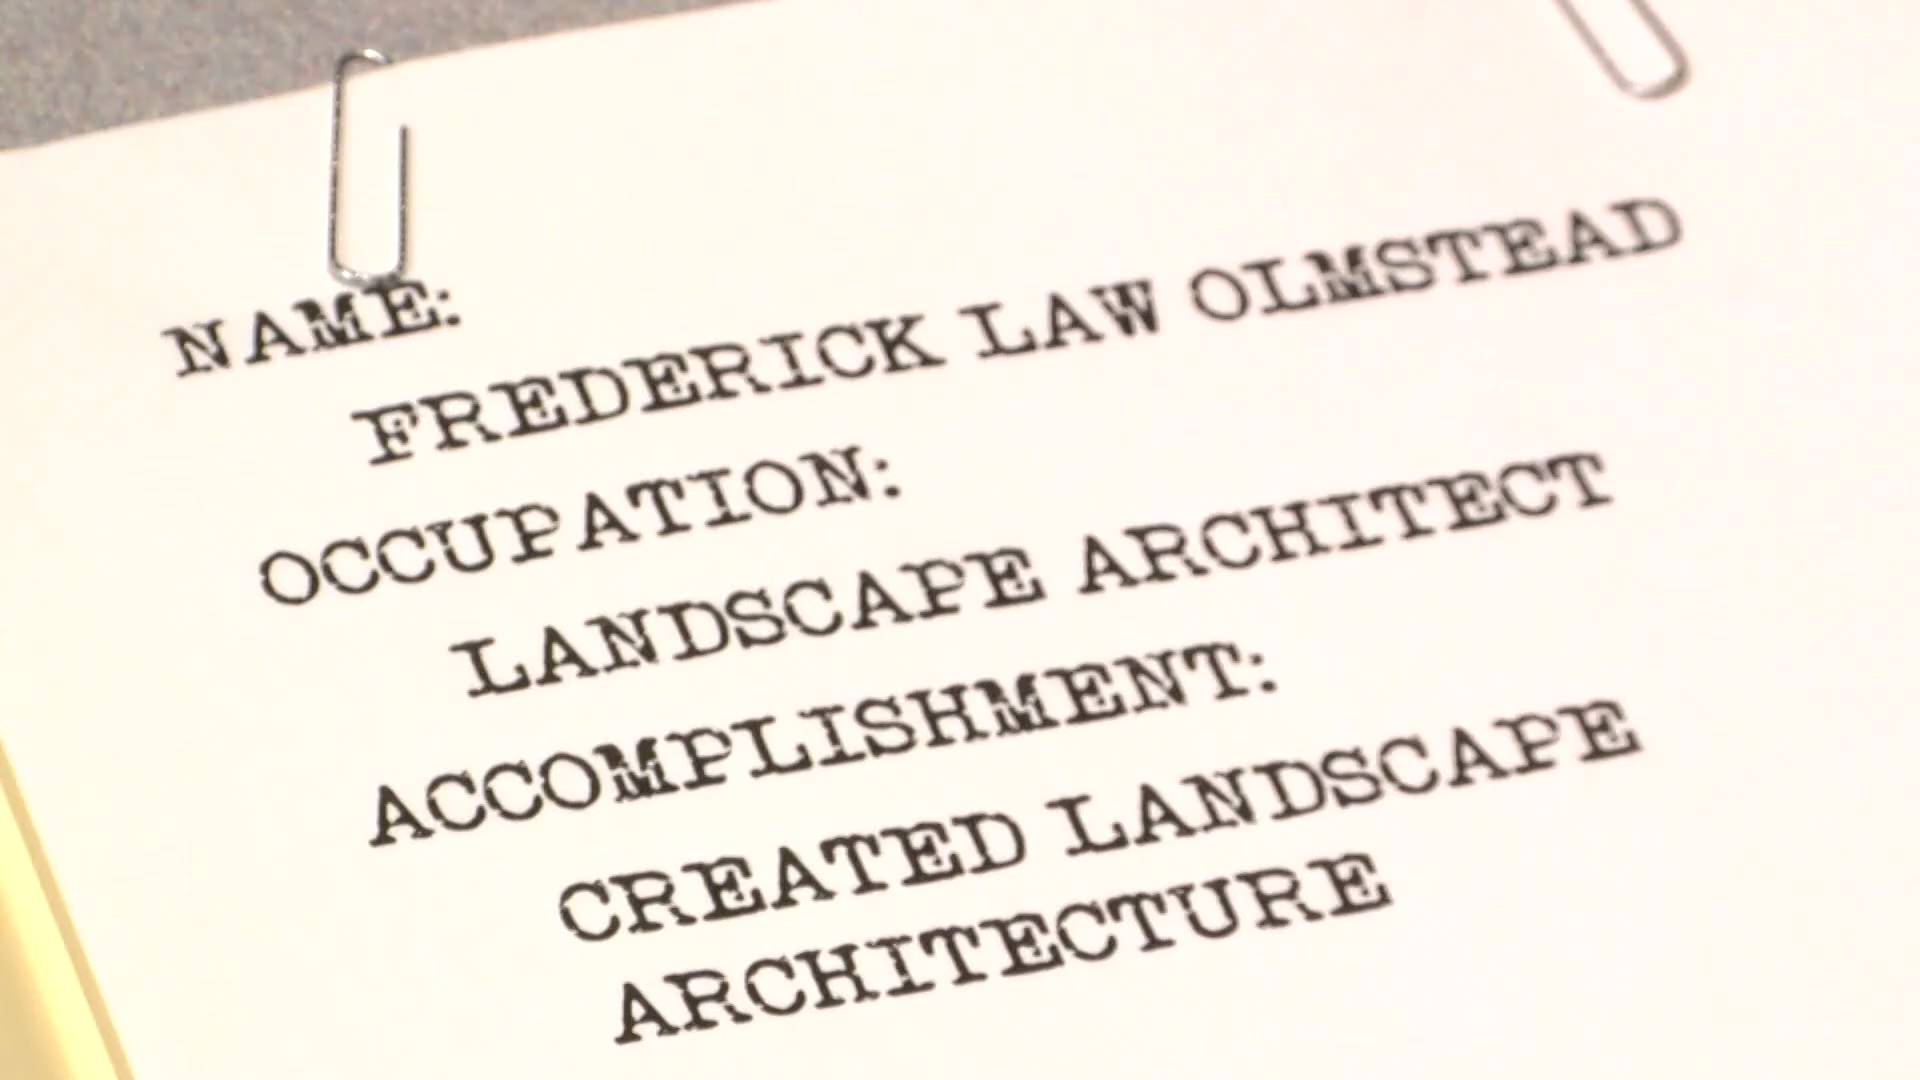 NAME:
FREDERICK LAW OLMSTEAD
OCCUPATION:
LANDSCAPE ARCHITECT
ACCOMPLISHMENT:
CREATED LANDSCAPE
ARCHITECTURE